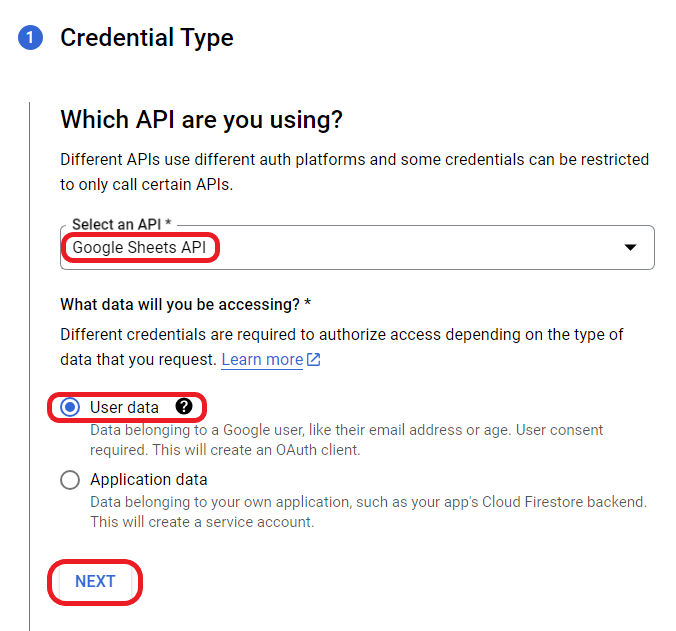 1 Credential Type
Which API are you using?
Different APIs use different auth platforms and some credentials can be restricted
to only call certain APIs.
Select an API *
Google Sheets API
What data will you be accessing? *
Different credentials are required to authorize access depending on the type of
data that you request. Learn more
User data ?
Data belonging to a Google user, like their email address or age. User consent
required. This will create an OAuth client.
Application data
Data belonging to your own application, such as your app's Cloud Firestore backend.
This will create a service account.
NEXT